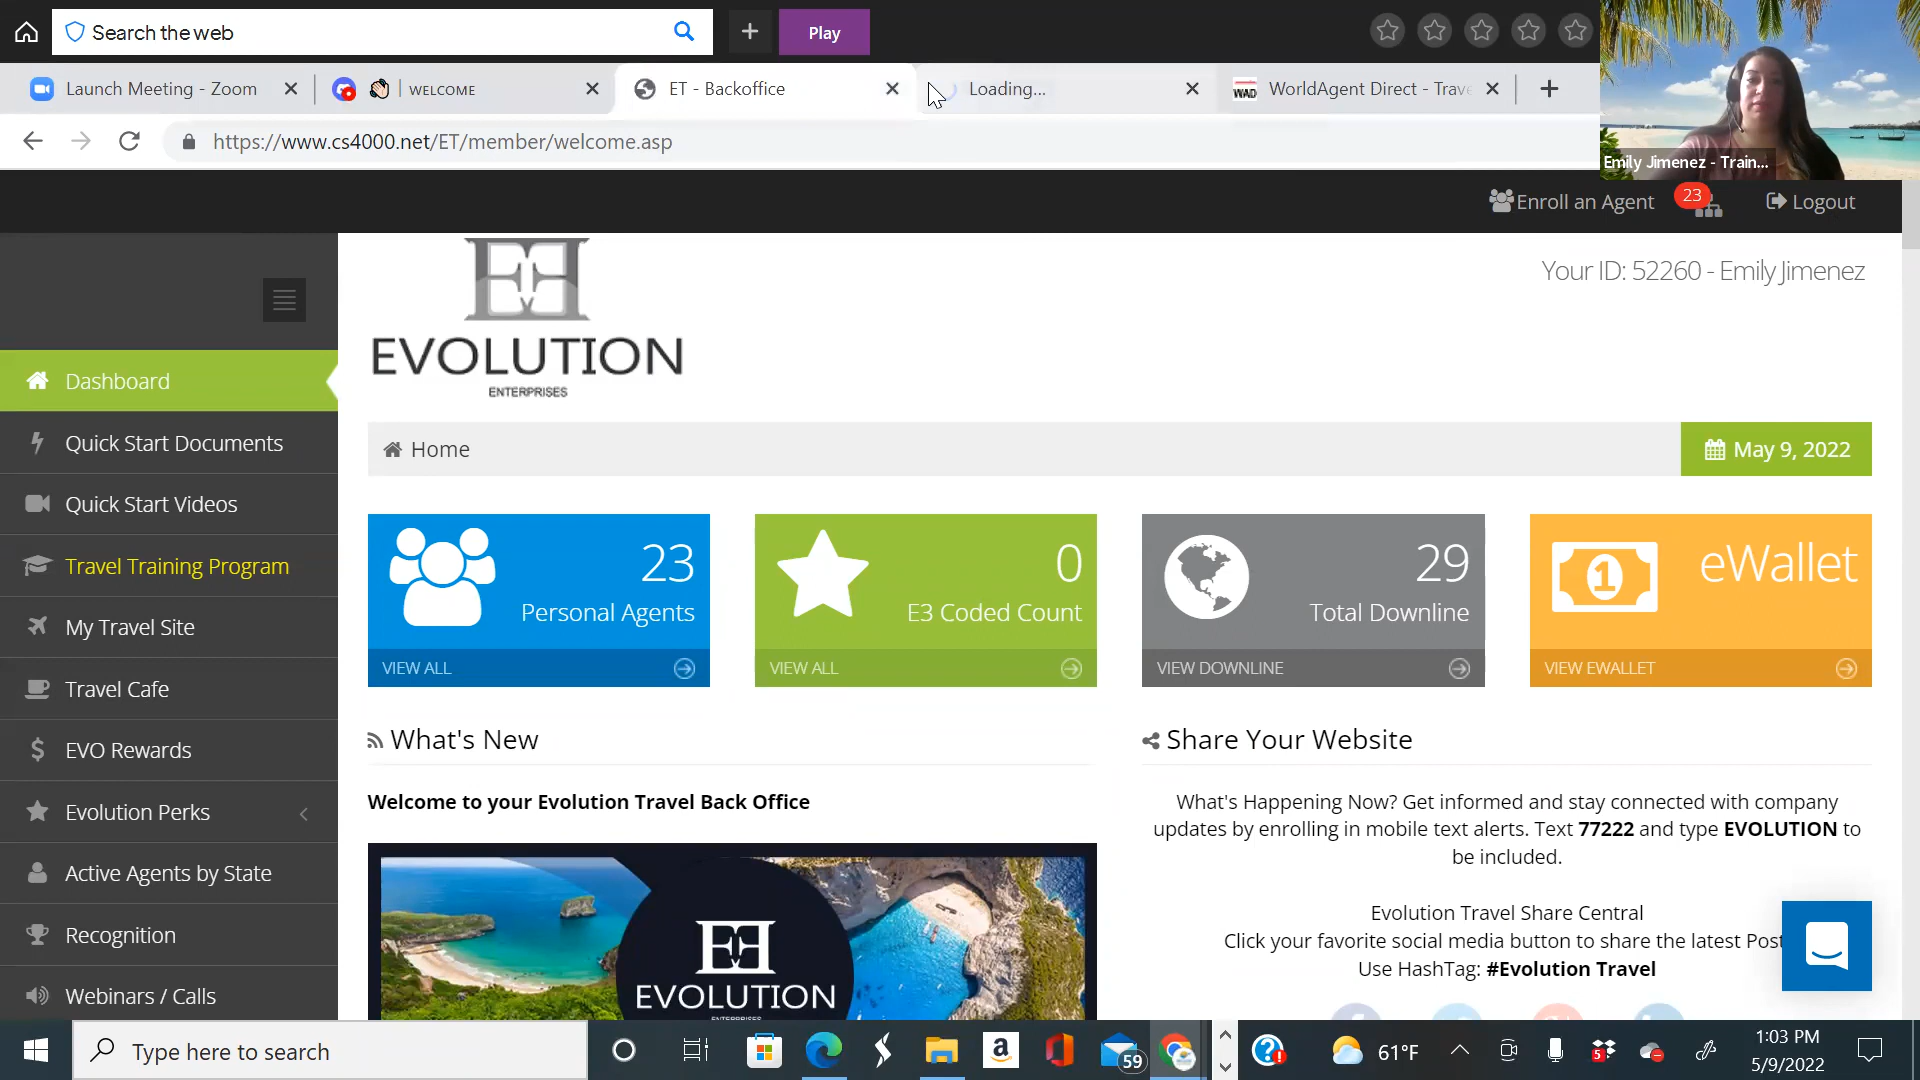 Search the web
Play
Launch Meeting - Zoom
WELCOME
ET - Backoffice
Loading...
WAD
WorldAgent Direct - Trave
https://www.cs4000.net/ET/member/welcome.asp
Emily Jimenez - Train...
Enroll an Agent
23
Logout
Your ID: 52260 - Emily Jimenez
EVOLUTION
ENTERPRISES
Dashboard
Quick Start Documents
Quick Start Videos
Travel Training Program
My Travel Site
Travel Cafe
EVO Rewards
Evolution Perks
Active Agents by State
Recognition
Webinars / Calls
Home
May 9, 2022
23
Personal Agents
VIEW ALL
0
E3 Coded Count
VIEW ALL
29
Total Downline
VIEW DOWNLINE
1
eWallet
VIEW EWALLET
What's New
Welcome to your Evolution Travel Back Office
EVOLUTION
ENTERPRISES
Share Your Website
What's Happening Now? Get informed and stay connected with company
updates by enrolling in mobile text alerts. Text 77222 and type EVOLUTION to
be included.
Evolution Travel Share Central
Click your favorite social media button to share the latest Post
Use HashTag: #Evolution Travel
Type here to search
59
61°F
5
1:03 PM
5/9/2022